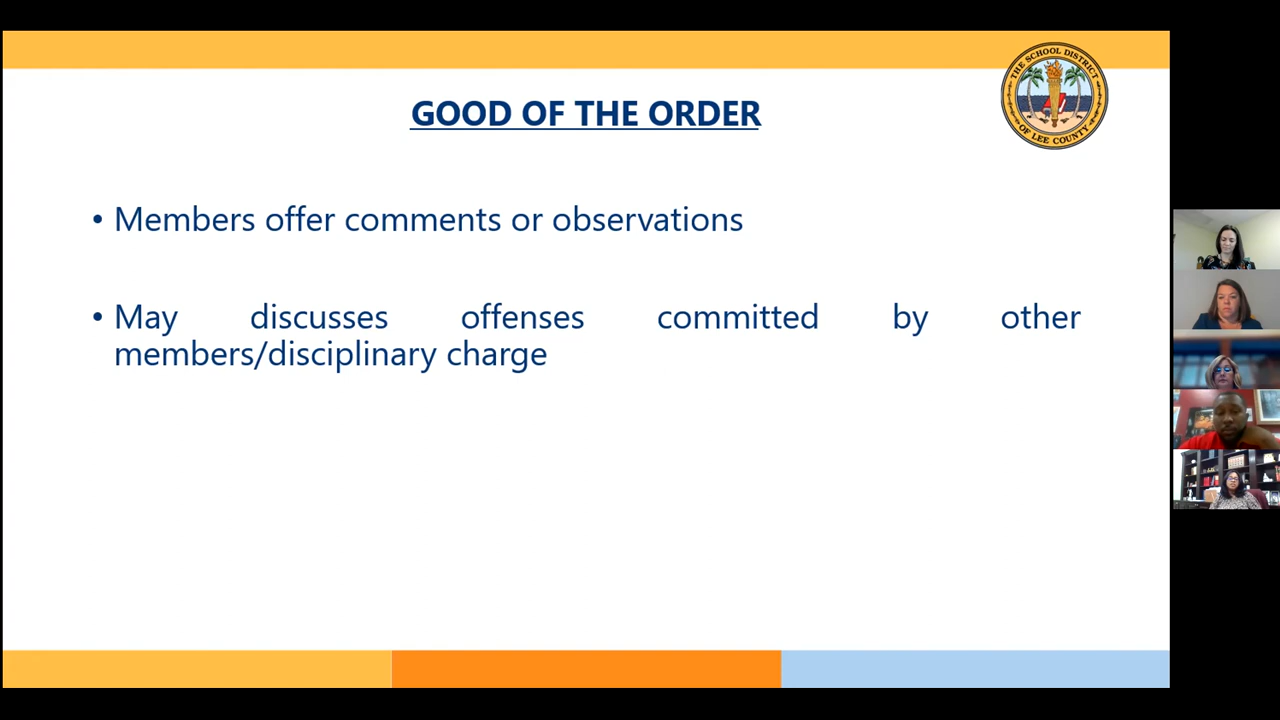 GOOD OF THE ORDER
THE SCHOOL DISTRICT
OF LEE COUNTY
• Members offer comments or observations
• May discusses offenses committed by other
members/disciplinary charge